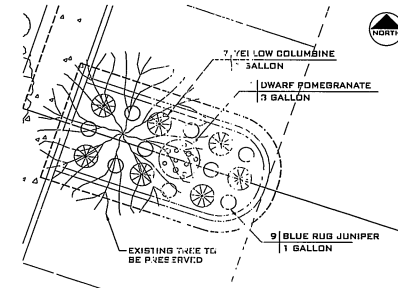 NORTH
7 YELLOW COLUMBINE
GALLON
1 DWARF POMEGRANATE
3 GALLON
9 BLUE RUG JUNIPER
1 GALLON
EXISTING TREE TO
BE PRESERVED